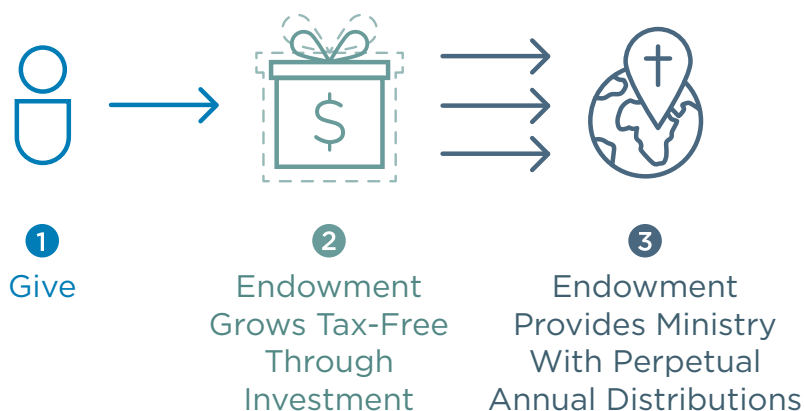 $
1
Give
2
Endowment
Grows Tax-Free
Through
Investment
3
Endowment
Provides Ministry
With Perpetual
Annual Distributions